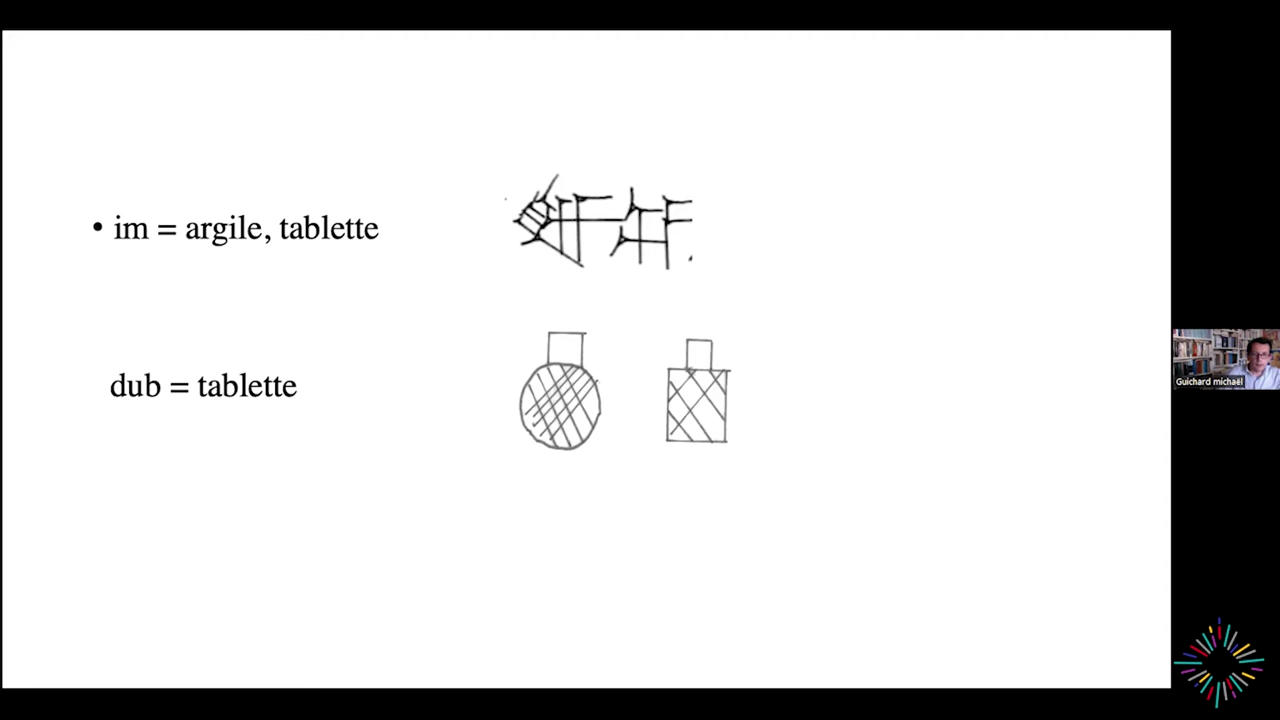 • im = argile, tablette
dub = tablette
Guichard michaël